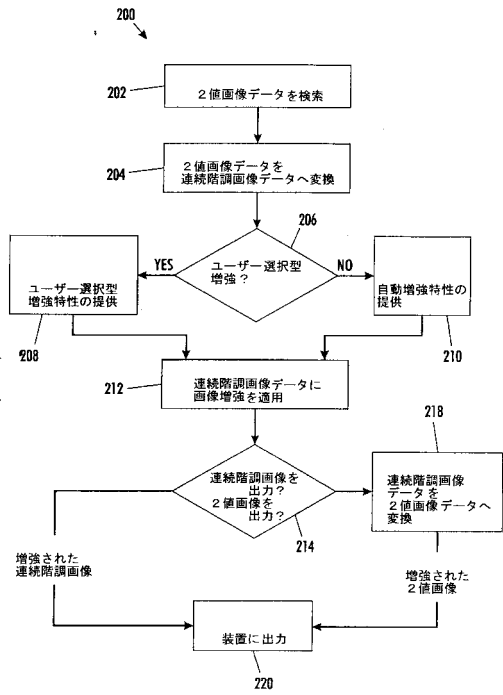 200
202
2値画像データを検索
204
2値画像データを
連続階調画像データへ変換
206
ユーザー選択型
増強?
YES
NO
ユーザー選択型
増強特性の提供
208
自動増強特性の
提供
210
212
連続階調画像データに
画像増強を適用
218
連続階調画像を
出力?
2値画像を
出力?
214
連続階調画像
データを
2値画像データへ
変換
増強された
連続階調画像
増強された
2値画像
装置に出力
220